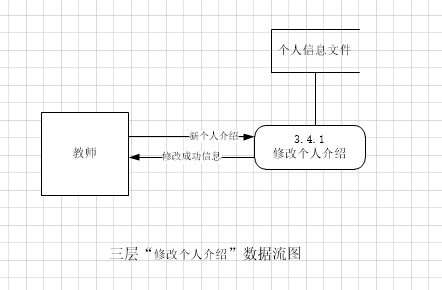 个人信息文件
新个人介绍
3.4.1
教师
修改个人介绍
修改成功信息
三层“修改个人介绍”数据流图